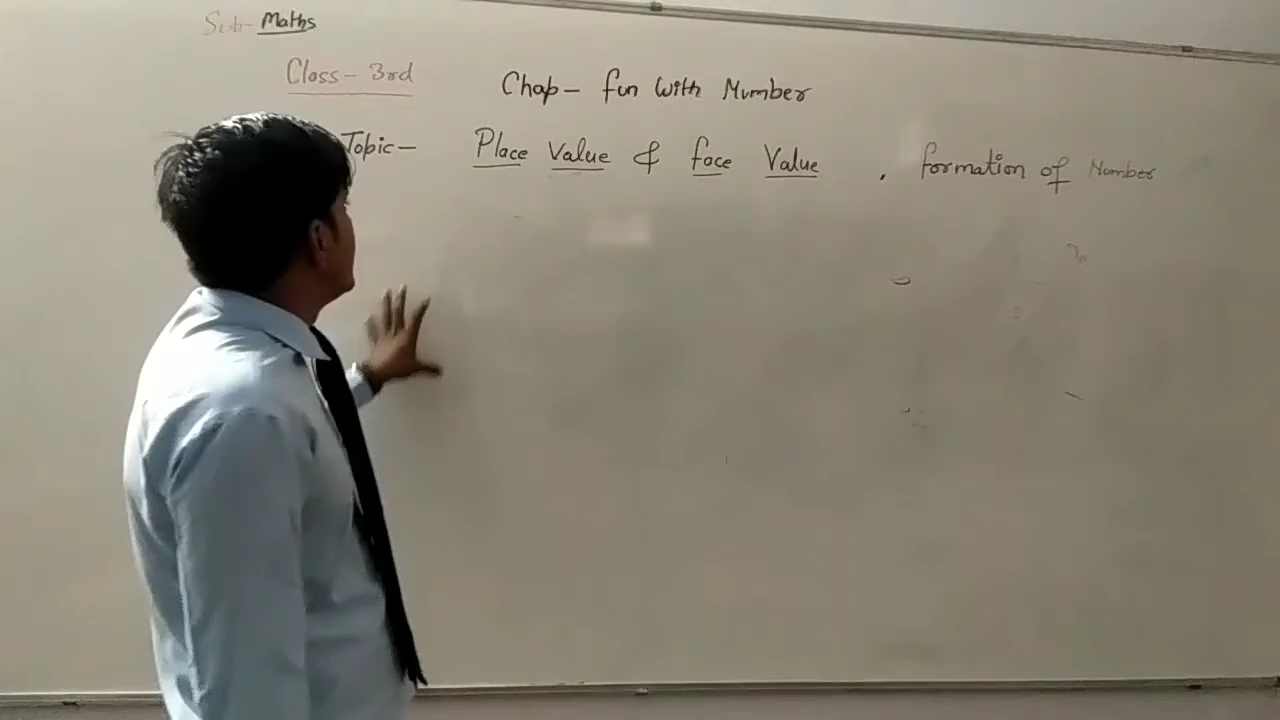 Sub- Maths
Class- 3rd
Chap- fun with Number
Topic- Place Value & face Value , formation of Number